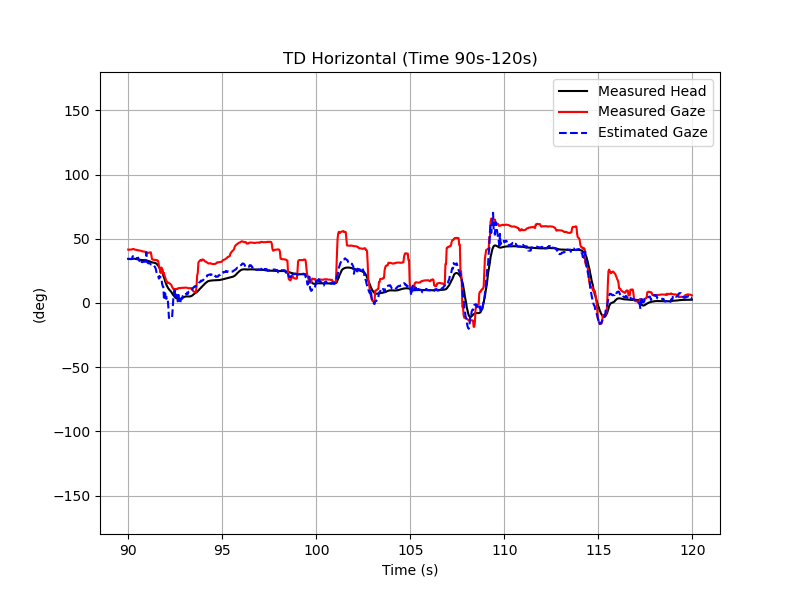 TD Horizontal (Time 90s-120s)
Measured Head
Measured Gaze
Estimated Gaze
150
100
50
0
−50
−100
−150
(deg)
90
95
100
105
110
115
120
Time (s)